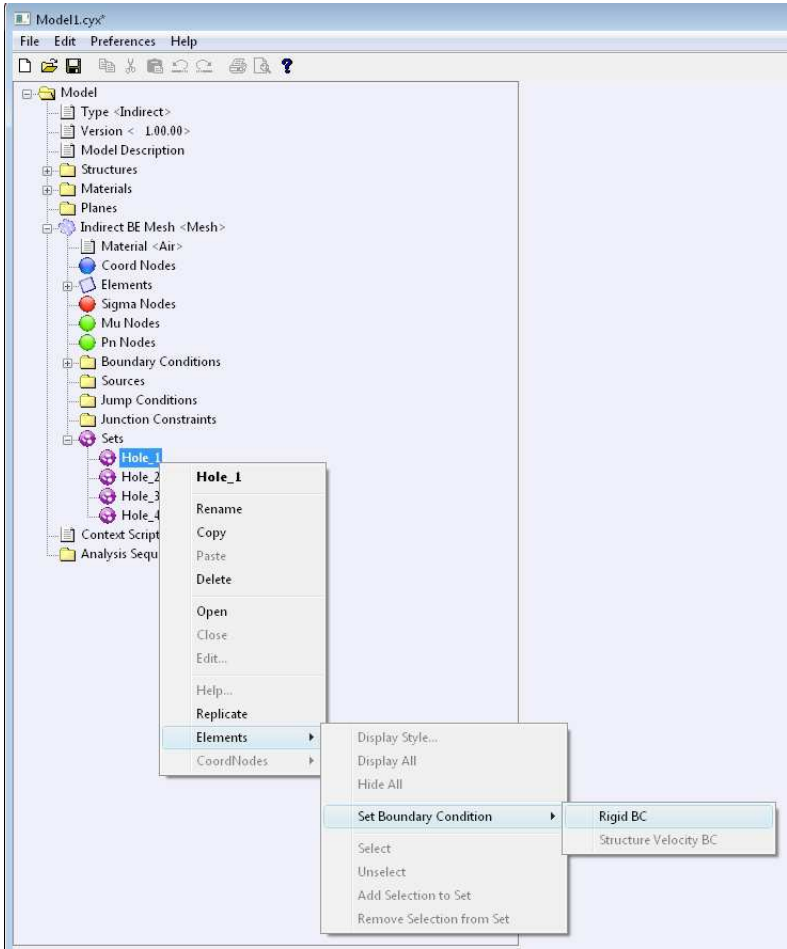 Model1.cyx*
File Edit Preferences Help
Model
Type <Indirect>
Version < 1.00.00>
Model Description
Structures
Materials
Planes
Indirect BE Mesh <Mesh>
Material <Air>
Coord Nodes
Elements
Sigma Nodes
Mu Nodes
Pn Nodes
Boundary Conditions
Sources
Jump Conditions
Junction Constraints
Sets
Hole_1
Hole_2
Hole_3
Hole_4
Context Script
Analysis Sequ
Hole_1
Rename
Copy
Paste
Delete
Open
Close
Edit...
Help...
Replicate
Elements
CoordNodes
Display Style...
Display All
Hide All
Set Boundary Condition
Select
Unselect
Add Selection to Set
Remove Selection from Set
Rigid BC
Structure Velocity BC